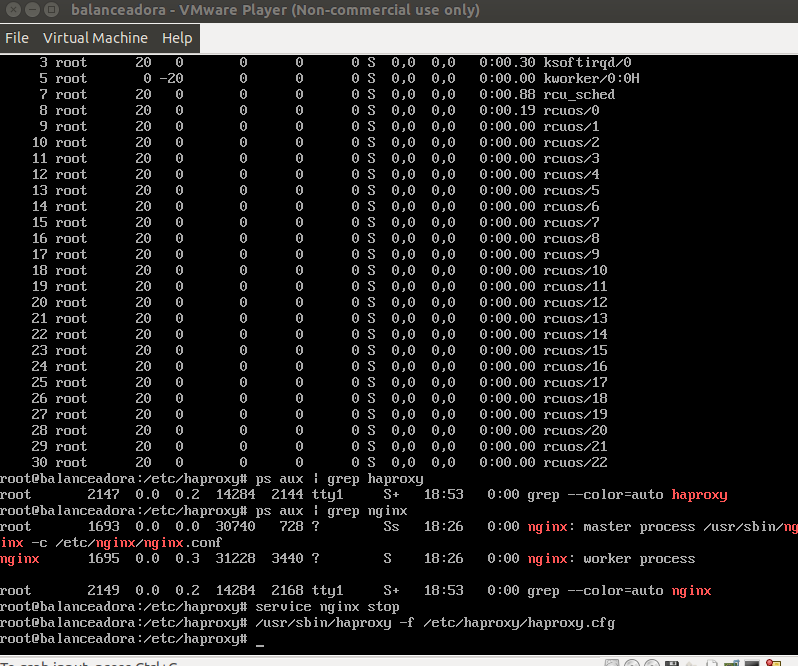 balanceadora - VMware Player (Non-commercial use only)
File Virtual Machine Help
3 root 20 0 0 0 0 S 0,0 0,0 0:00.30 ksoftirqd/0
5 root 0 -20 0 0 0 S 0,0 0,0 0:00.00 kworker/0:0H
7 root 20 0 0 0 0 S 0,0 0,0 0:00.88 rcu_sched
8 root 20 0 0 0 0 S 0,0 0,0 0:00.19 rcuos/0
9 root 20 0 0 0 0 S 0,0 0,0 0:00.00 rcuos/1
10 root 20 0 0 0 0 S 0,0 0,0 0:00.00 rcuos/2
11 root 20 0 0 0 0 S 0,0 0,0 0:00.00 rcuos/3
12 root 20 0 0 0 0 S 0,0 0,0 0:00.00 rcuos/4
13 root 20 0 0 0 0 S 0,0 0,0 0:00.00 rcuos/5
14 root 20 0 0 0 0 S 0,0 0,0 0:00.00 rcuos/6
15 root 20 0 0 0 0 S 0,0 0,0 0:00.00 rcuos/7
16 root 20 0 0 0 0 S 0,0 0,0 0:00.00 rcuos/8
17 root 20 0 0 0 0 S 0,0 0,0 0:00.00 rcuos/9
18 root 20 0 0 0 0 S 0,0 0,0 0:00.00 rcuos/10
19 root 20 0 0 0 0 S 0,0 0,0 0:00.00 rcuos/11
20 root 20 0 0 0 0 S 0,0 0,0 0:00.00 rcuos/12
21 root 20 0 0 0 0 S 0,0 0,0 0:00.00 rcuos/13
22 root 20 0 0 0 0 S 0,0 0,0 0:00.00 rcuos/14
23 root 20 0 0 0 0 S 0,0 0,0 0:00.00 rcuos/15
24 root 20 0 0 0 0 S 0,0 0,0 0:00.00 rcuos/16
25 root 20 0 0 0 0 S 0,0 0,0 0:00.00 rcuos/17
26 root 20 0 0 0 0 S 0,0 0,0 0:00.00 rcuos/18
27 root 20 0 0 0 0 S 0,0 0,0 0:00.00 rcuos/19
28 root 20 0 0 0 0 S 0,0 0,0 0:00.00 rcuos/20
29 root 20 0 0 0 0 S 0,0 0,0 0:00.00 rcuos/21
30 root 20 0 0 0 0 S 0,0 0,0 0:00.00 rcuos/22
root@balanceadora:/etc/haproxy# ps aux | grep haproxy
root 2147 0.0 0.2 14284 2144 tty1 S+ 18:53 0:00 grep --color=auto haproxy
root@balanceadora:/etc/haproxy# ps aux | grep nginx
root 1693 0.0 0.0 30740 728 ? Ss 18:26 0:00 nginx: master process /usr/sbin/ng
inx -c /etc/nginx/nginx.conf
nginx 1695 0.0 0.3 31228 3440 ? S 18:26 0:00 nginx: worker process
root 2149 0.0 0.2 14284 2168 tty1 S+ 18:53 0:00 grep --color=auto nginx
root@balanceadora:/etc/haproxy# service nginx stop
root@balanceadora:/etc/haproxy# /usr/sbin/haproxy -f /etc/haproxy/haproxy.cfg
root@balanceadora:/etc/haproxy# _